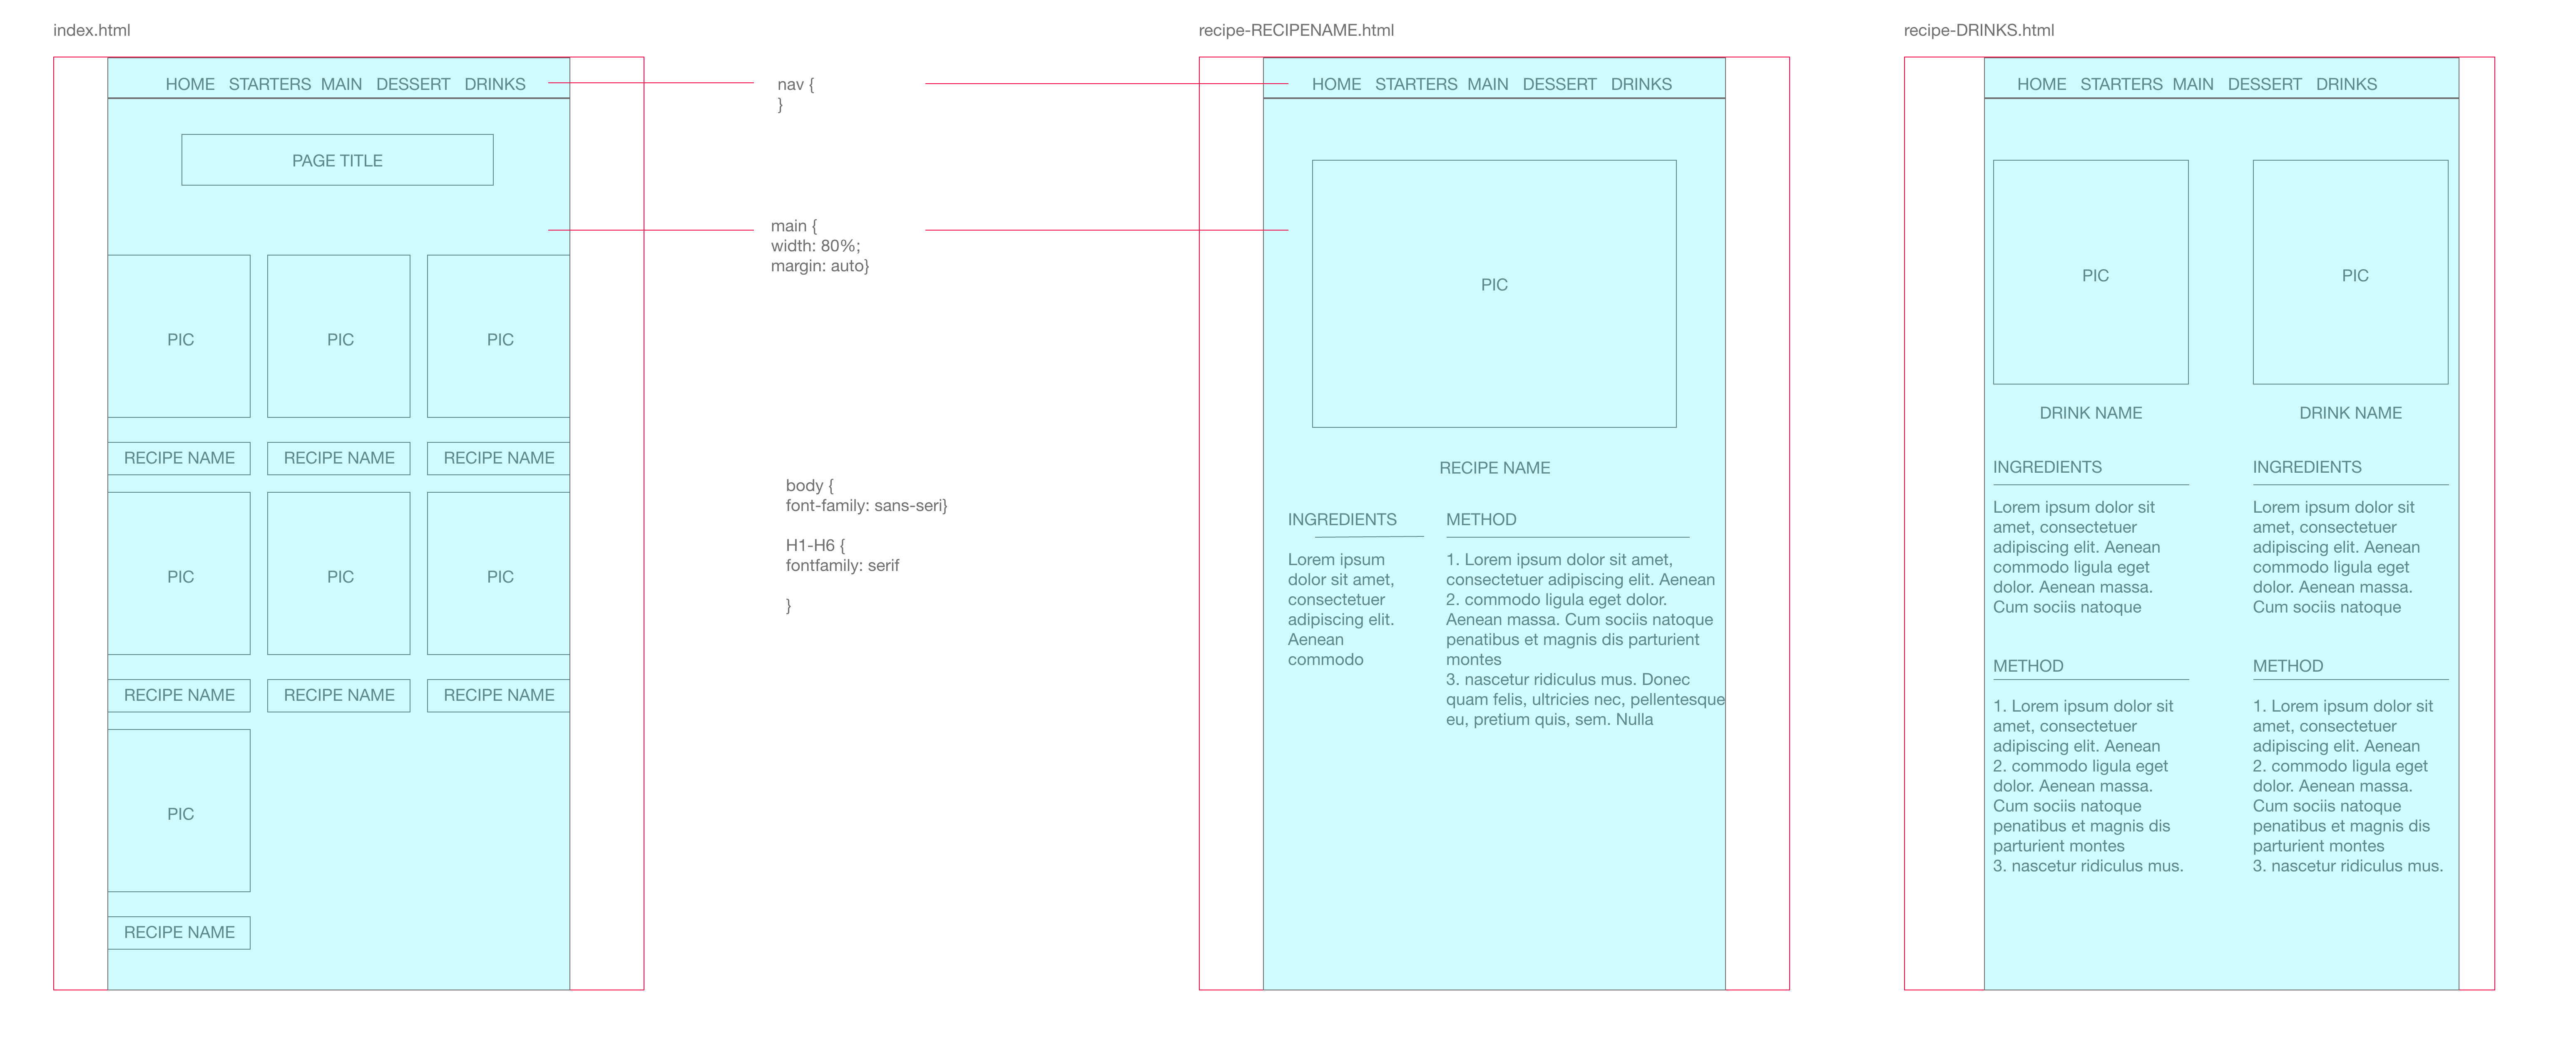 index.html
HOME STARTERS MAIN DESSERT DRINKS
PAGE TITLE
PIC PIC PIC
RECIPE NAME RECIPE NAME RECIPE NAME
PIC PIC PIC
RECIPE NAME RECIPE NAME RECIPE NAME
PIC
RECIPE NAME
nav {
}
main {
width: 80%;
margin: auto}
body {
font-family: sans-seri}
H1-H6 {
fontfamily: serif
}
recipe-RECIPENAME.html
HOME STARTERS MAIN DESSERT DRINKS
PIC
RECIPE NAME
INGREDIENTS
Lorem ipsum
dolor sit amet,
consectetuer
adipiscing elit.
Aenean
commodo
METHOD
1. Lorem ipsum dolor sit amet,
consectetuer adipiscing elit. Aenean
2. commodo ligula eget dolor.
Aenean massa. Cum sociis natoque
penatibus et magnis dis parturient
montes
3. nascetur ridiculus mus. Donec
quam felis, ultricies nec, pellentesque
eu, pretium quis, sem. Nulla
recipe-DRINKS.html
HOME STARTERS MAIN DESSERT DRINKS
PIC
DRINK NAME
INGREDIENTS
Lorem ipsum dolor sit
amet, consectetuer
adipiscing elit. Aenean
commodo ligula eget
dolor. Aenean massa.
Cum sociis natoque
METHOD
1. Lorem ipsum dolor sit
amet, consectetuer
adipiscing elit. Aenean
2. commodo ligula eget
dolor. Aenean massa.
Cum sociis natoque
penatibus et magnis dis
parturient montes
3. nascetur ridiculus mus.
PIC
DRINK NAME
INGREDIENTS
Lorem ipsum dolor sit
amet, consectetuer
adipiscing elit. Aenean
commodo ligula eget
dolor. Aenean massa.
Cum sociis natoque
METHOD
1. Lorem ipsum dolor sit
amet, consectetuer
adipiscing elit. Aenean
2. commodo ligula eget
dolor. Aenean massa.
Cum sociis natoque
penatibus et magnis dis
parturient montes
3. nascetur ridiculus mus.